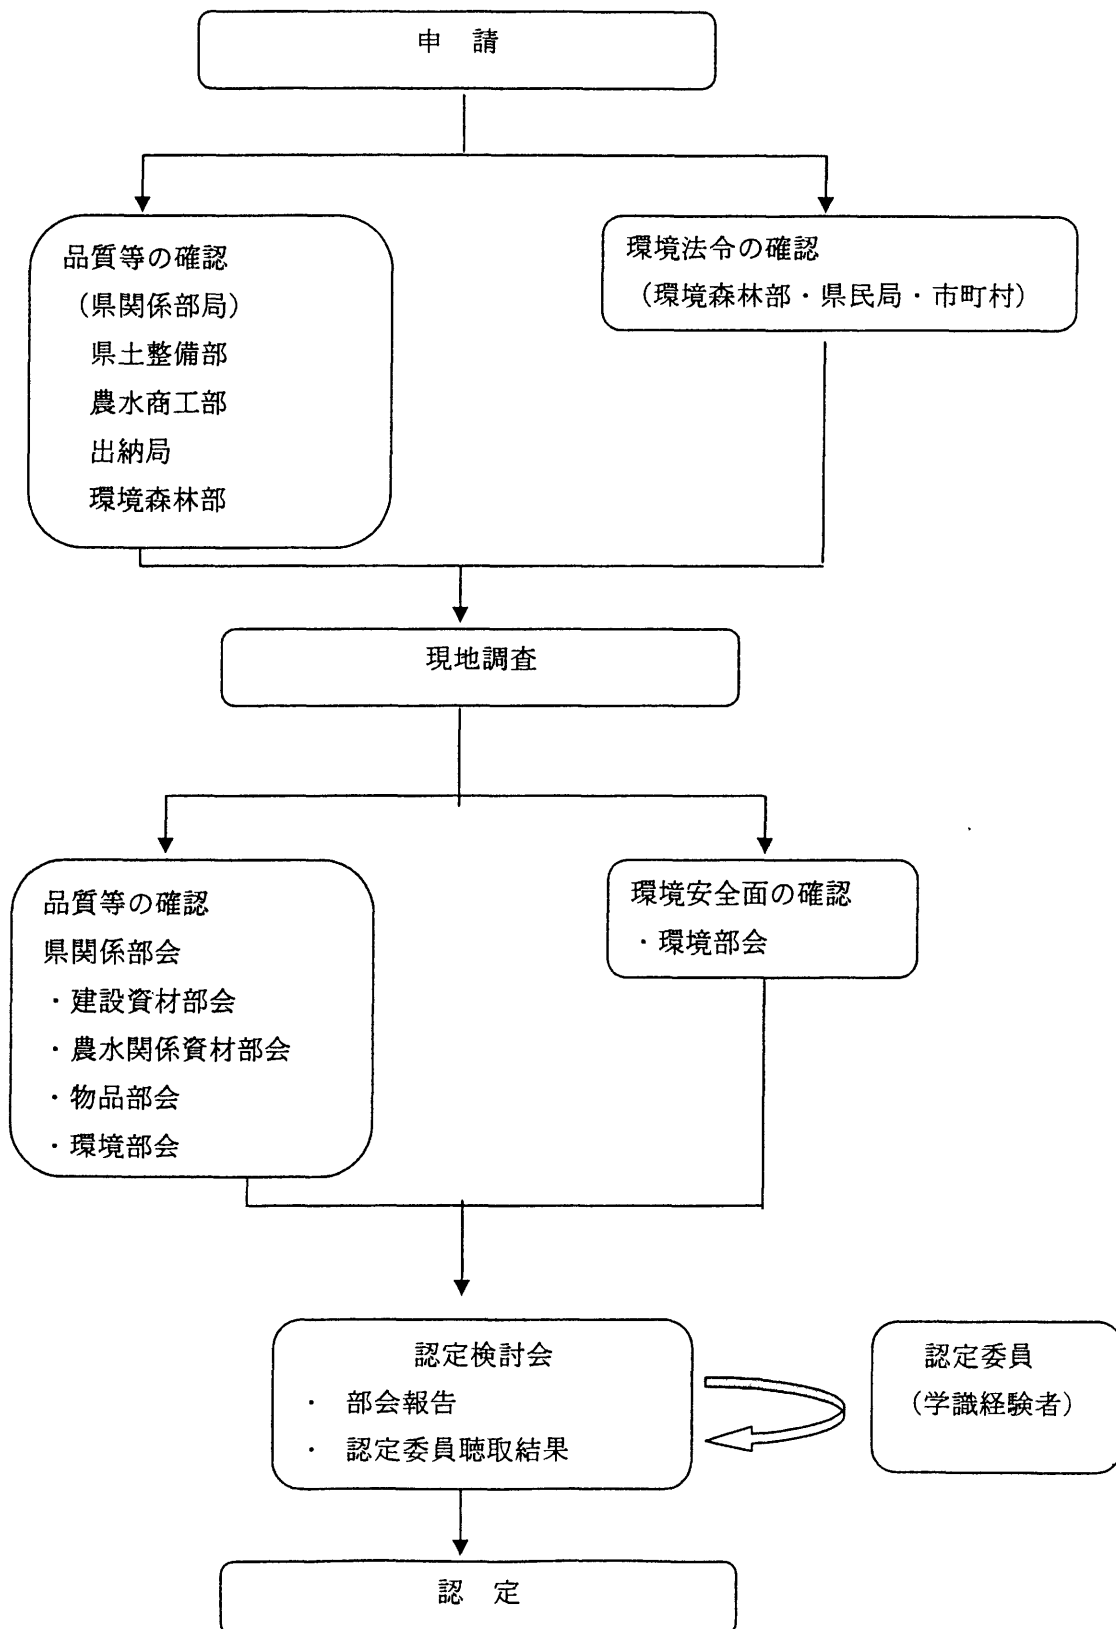 申 請
品質等の確認
(県関係部局)
県土整備部
農水商工部
出納局
環境森林部
環境法令の確認
(環境森林部・県民局・市町村)
現地調査
品質等の確認
県関係部会
・建設資材部会
・農水関係資材部会
・物品部会
・環境部会
環境安全面の確認
・環境部会
認定検討会
・ 部会報告
・ 認定委員聴取結果
認定委員
(学識経験者)
認 定